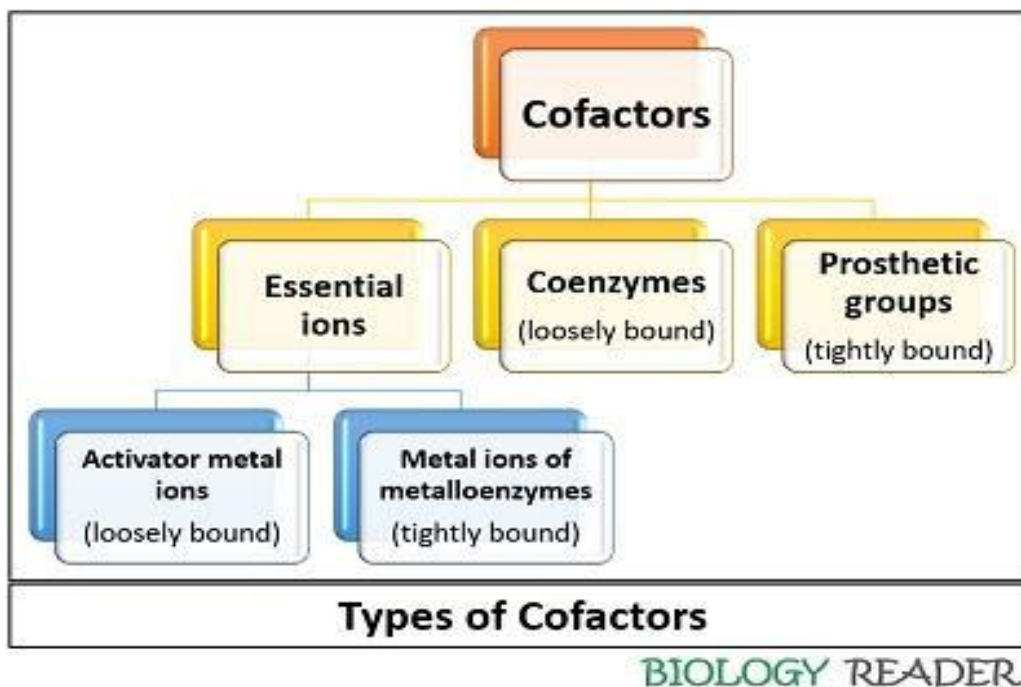 Cofactors
Essential
ions
Coenzymes
(loosely bound)
Prosthetic
groups
(tightly bound)
Activator metal
ions
(loosely bound)
Metal ions of
metalloenzymes
(tightly bound)
Types of Cofactors
BIOLOGY READER